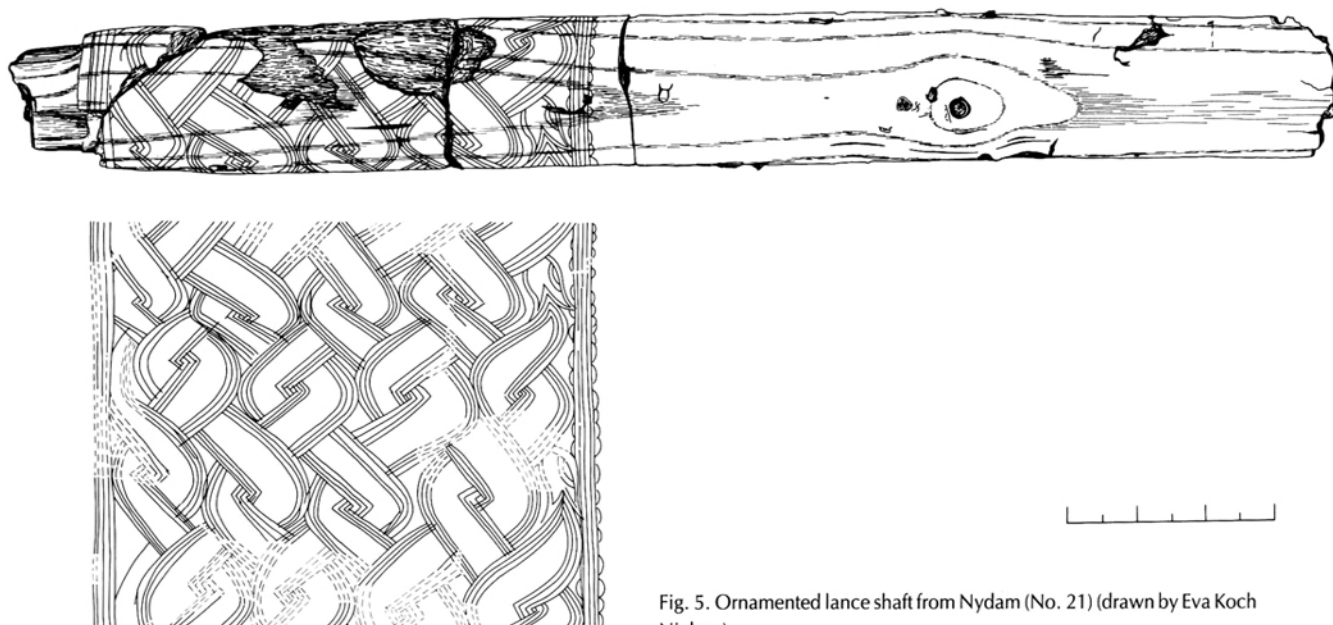 Fig. 5. Ornamented lance shaft from Nydam (No. 21) (drawn by Eva Koch